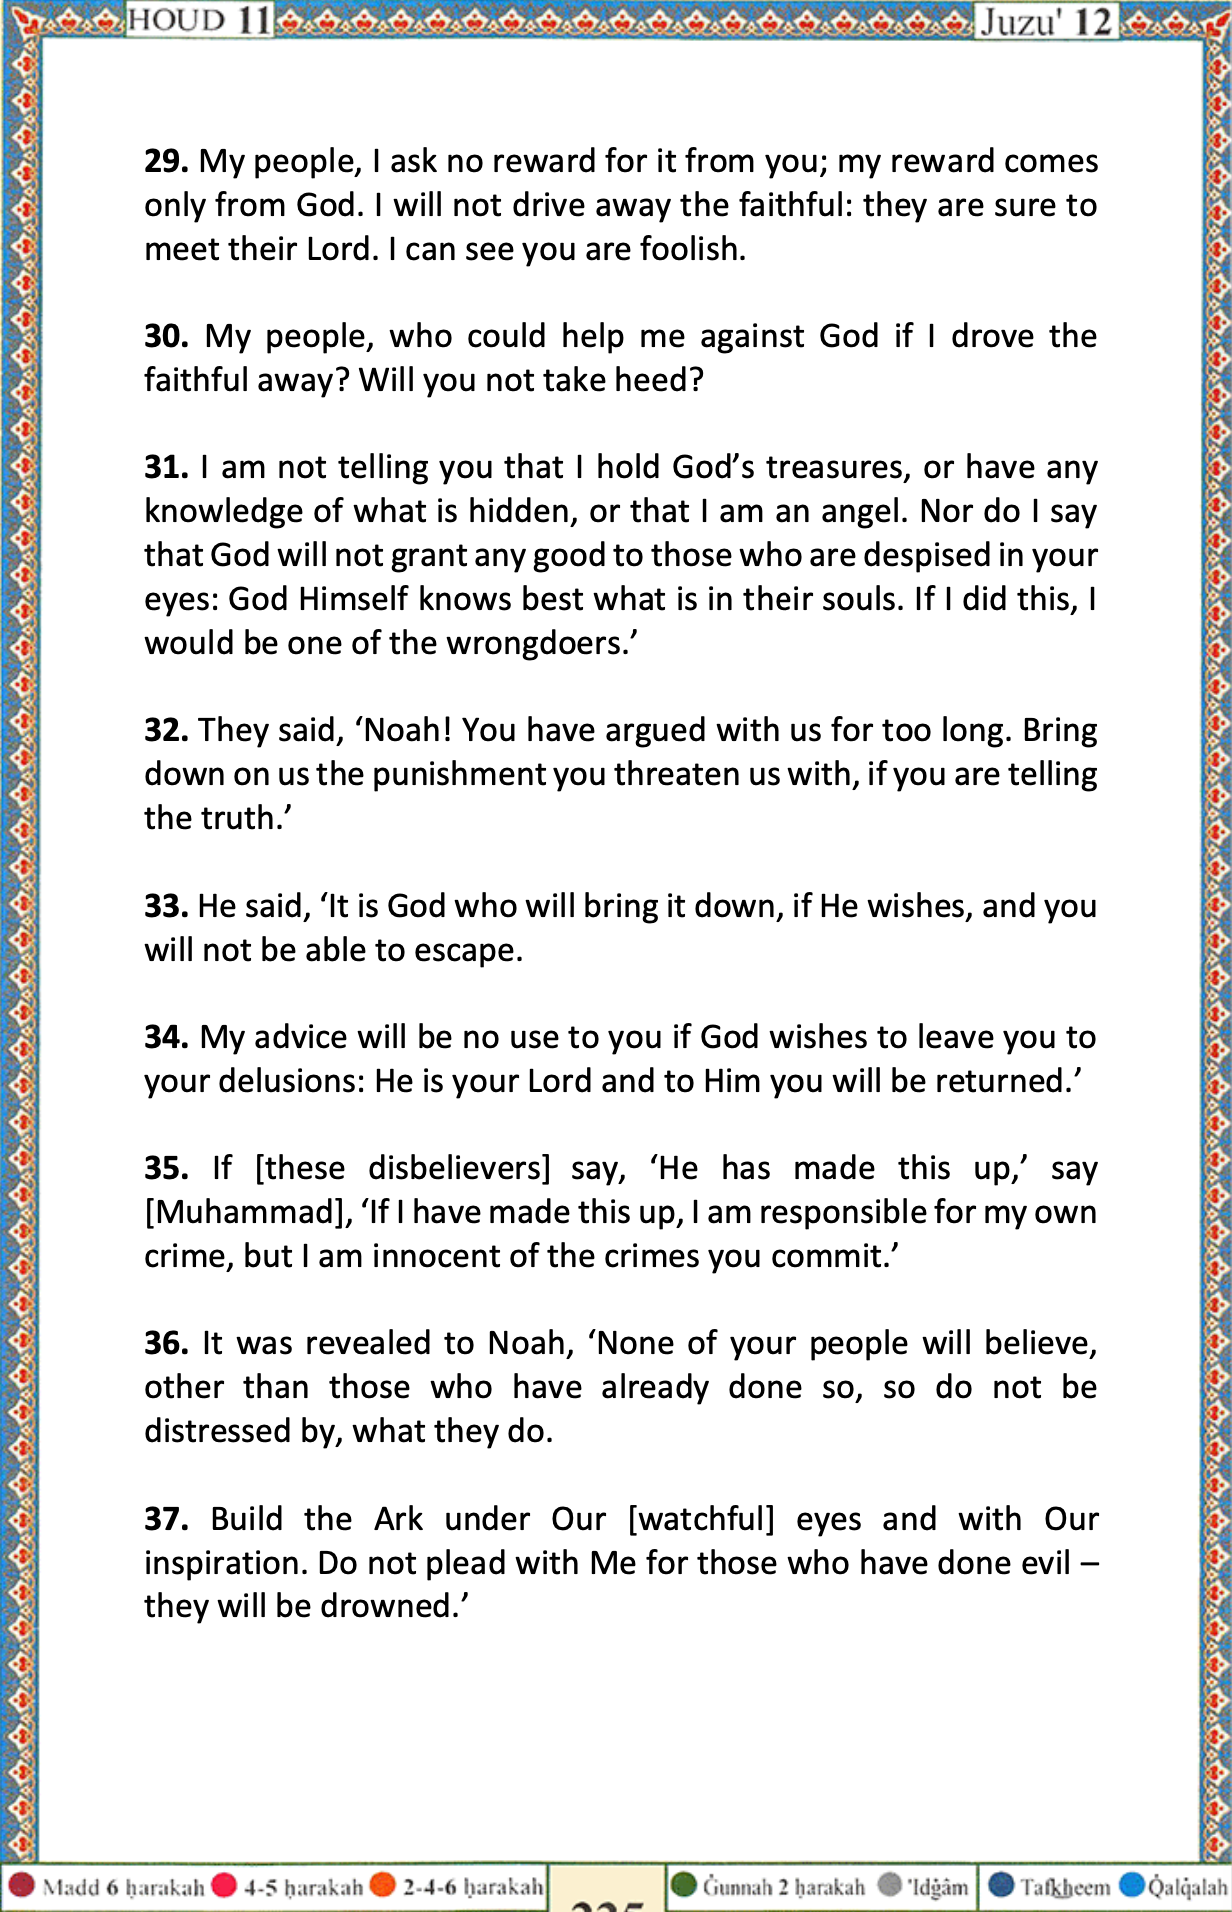 HOUD 11
Juzu' 12
29. My people, I ask no reward for it from you; my reward comes
only from God. I will not drive away the faithful: they are sure to
meet their Lord. I can see you are foolish.
30. My people, who could help me against God if I drove the
faithful away? Will you not take heed?
31. I am not telling you that I hold God’s treasures, or have any
knowledge of what is hidden, or that I am an angel. Nor do I say
that God will not grant any good to those who are despised in your
eyes: God Himself knows best what is in their souls. If I did this, I
would be one of the wrongdoers.’
32. They said, ‘Noah! You have argued with us for too long. Bring
down on us the punishment you threaten us with, if you are telling
the truth.’
33. He said, ‘It is God who will bring it down, if He wishes, and you
will not be able to escape.
34. My advice will be no use to you if God wishes to leave you to
your delusions: He is your Lord and to Him you will be returned.’
35. If [these disbelievers] say, ‘He has made this up,’ say
[Muhammad], ‘If I have made this up, I am responsible for my own
crime, but I am innocent of the crimes you commit.’
36. It was revealed to Noah, ‘None of your people will believe,
other than those who have already done so, so do not be
distressed by, what they do.
37. Build the Ark under Our [watchful] eyes and with Our
inspiration. Do not plead with Me for those who have done evil –
they will be drowned.’
Madd 6 ḥarakah 4-5 ḥarakah 2-4-6 ḥarakah
Ġunnah 2 ḥarakah 'Idġâm Tafkheem Q̇alq̇alah